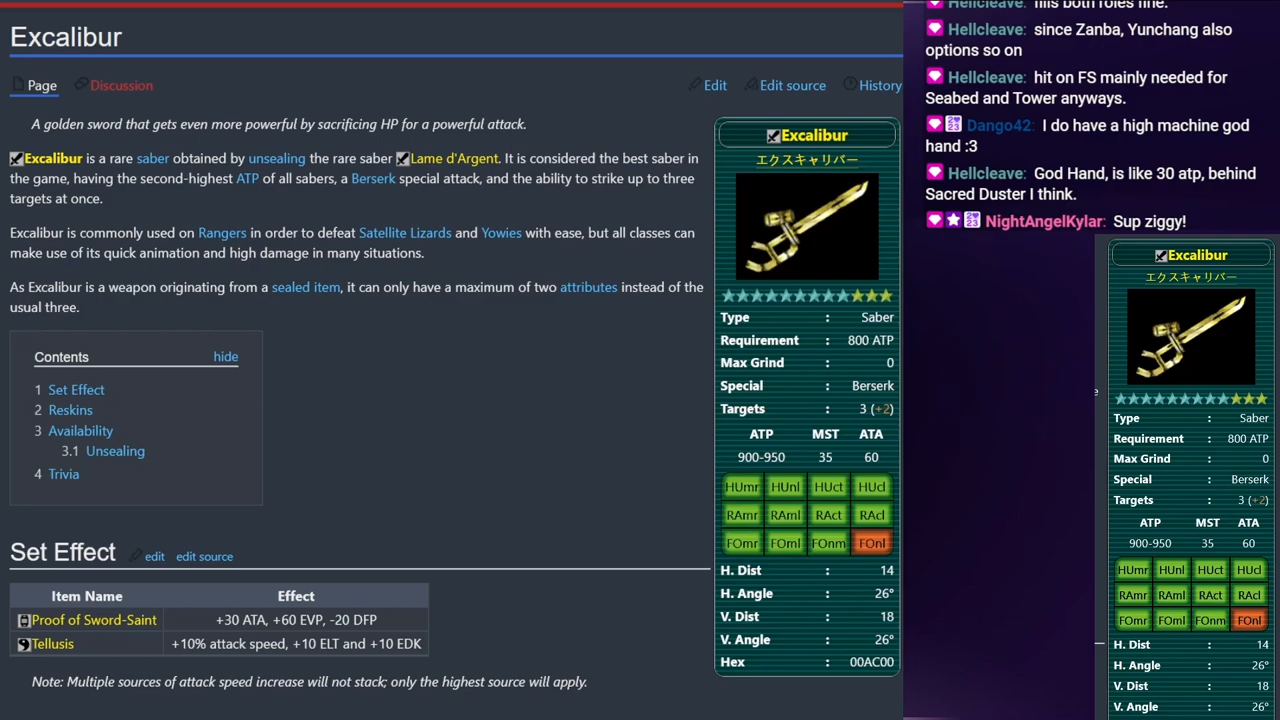 Excalibur
Page
Discussion
Edit
Edit source
History
A golden sword that gets even more powerful by sacrificing HP for a powerful attack.
Excalibur is a rare saber obtained by unsealing the rare saber Lame d'Argent. It is considered the best saber in
the game, having the second-highest ATP of all sabers, a Berserk special attack, and the ability to strike up to three
targets at once.
Excalibur is commonly used on Rangers in order to defeat Satellite Lizards and Yowies with ease, but all classes can
make use of its quick animation and high damage in many situations.
As Excalibur is a weapon originating from a sealed item, it can only have a maximum of two attributes instead of the
usual three.
Contents hide
1 Set Effect
2 Reskins
3 Availability
3.1 Unsealing
4 Trivia
Set Effect edit edit source
Item Name Effect
Proof of Sword-Saint +30 ATA, +60 EVP, -20 DFP
Tellusis +10% attack speed, +10 ELT and +10 EDK
Note: Multiple sources of attack speed increase will not stack; only the highest source will apply.
Excalibur
エクスキャリバー
Type : Saber
Requirement : 800 ATP
Max Grind : 0
Special : Berserk
Targets : 3 (+2)
ATP MST ATA
900-950 35 60
HUmr HUnl HUct HUcl
RAmr RAml RAct RAcl
FOmr FOml FOnm FOnl
H. Dist : 14
H. Angle : 26°
V. Dist : 18
V. Angle : 26°
Hex : 00AC00
Hellcleave: fills both roles fine.
Hellcleave: since Zanba, Yunchang also
options so on
Hellcleave: hit on FS mainly needed for
Seabed and Tower anyways.
Dango42: I do have a high machine god
hand :3
Hellcleave: God Hand, is like 30 atp, behind
Sacred Duster I think.
NightAngelKylar: Sup ziggy!
Excalibur
エクスキャリバー
Type : Saber
Requirement : 800 ATP
Max Grind : 0
Special : Berserk
Targets : 3 (+2)
ATP MST ATA
900-950 35 60
HUmr HUnl HUct HUcl
RAmr RAml RAct RAcl
FOmr FOml FOnm FOnl
H. Dist : 14
H. Angle : 26°
V. Dist : 18
V. Angle : 26°